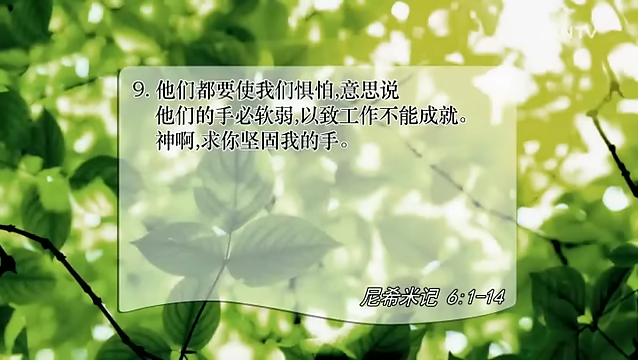 9. 他们都要使我们惧怕,意思说
他们的手必软弱,以致工作不能成就。
神啊,求你坚固我的手。
尼希米记 6:1-14